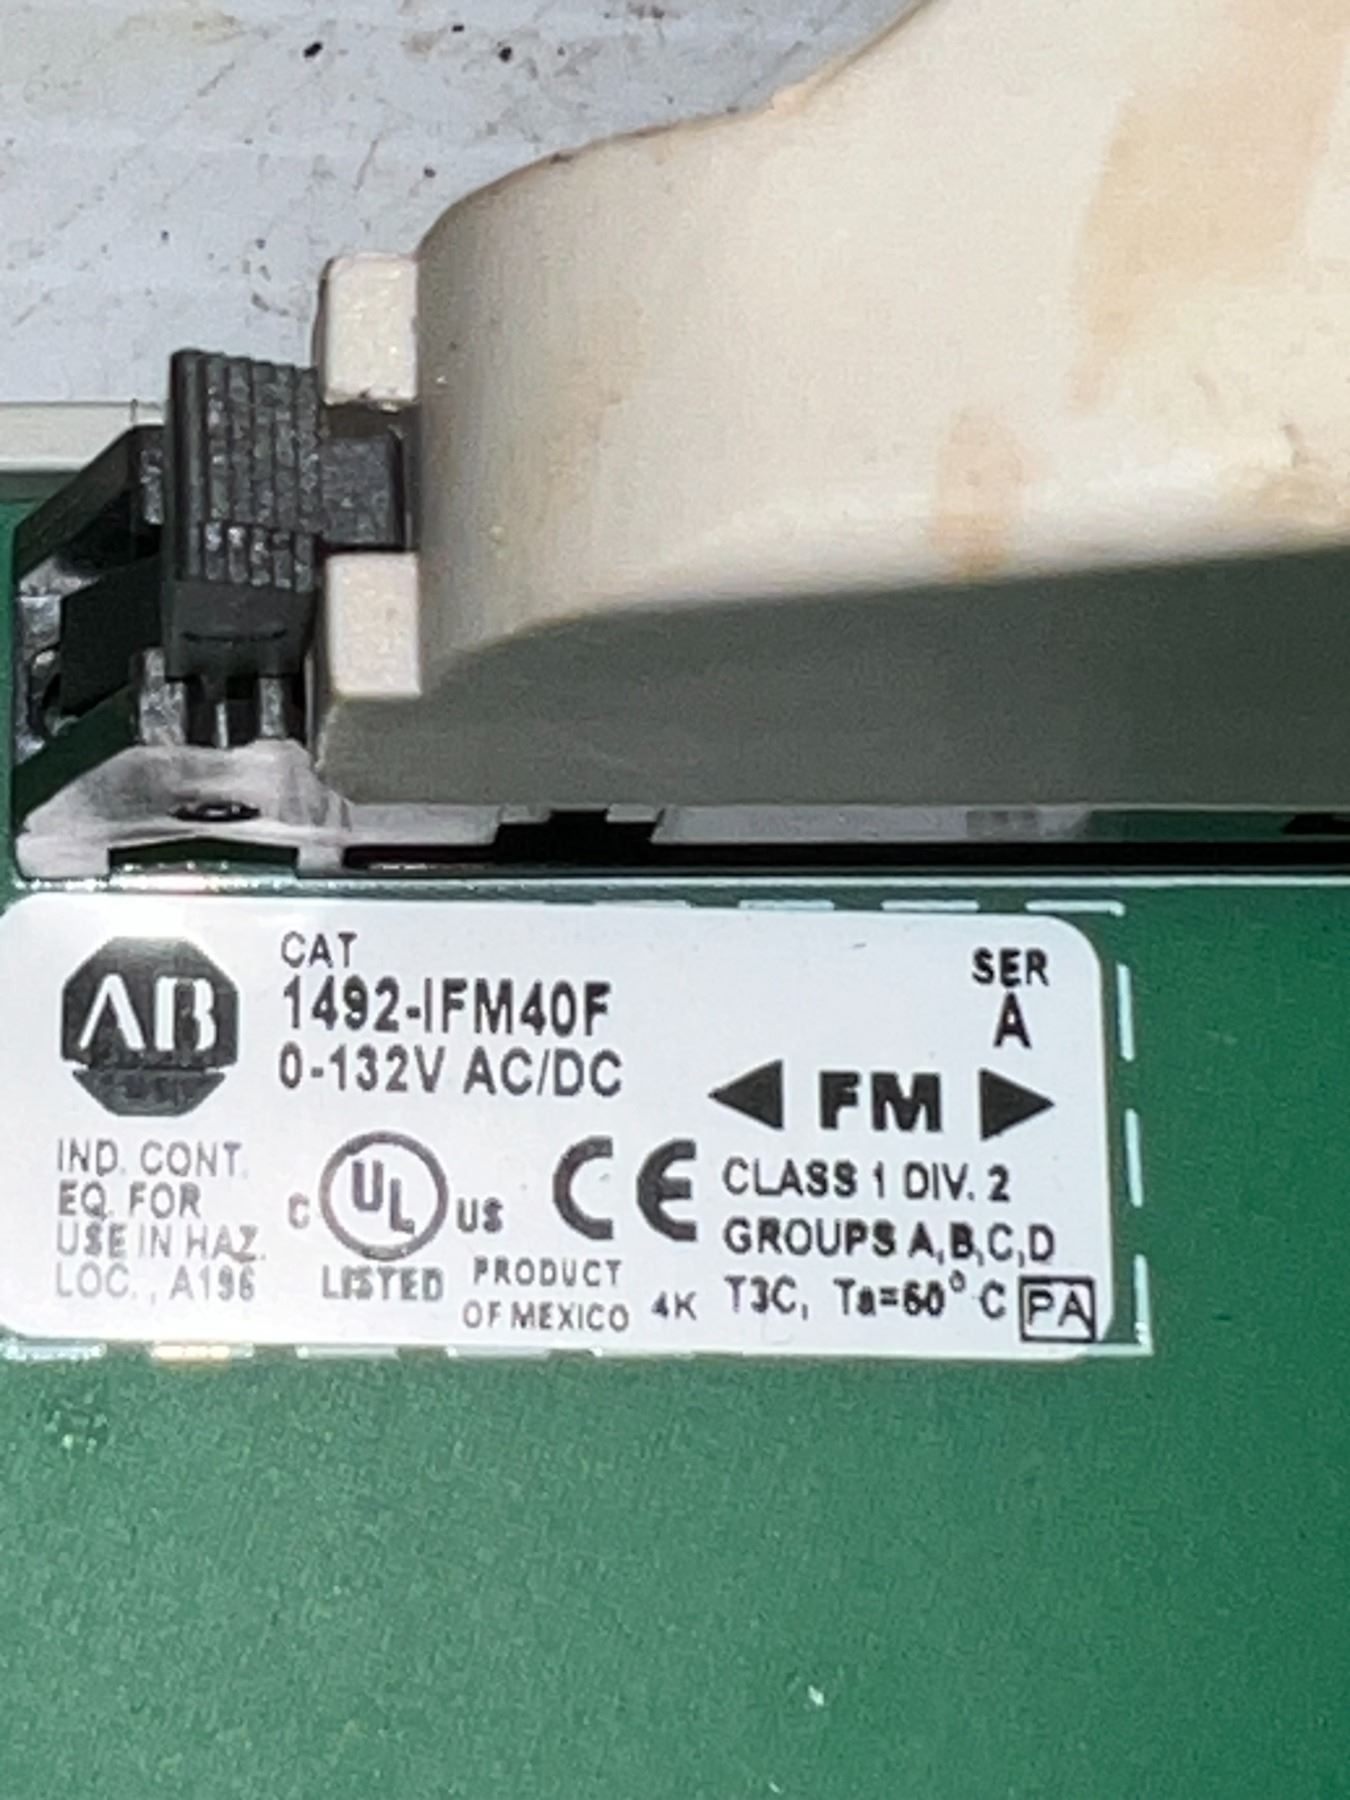 AB
CAT
1492-IFM40F
0-132V AC/DC
SER
A
FM
IND. CONT.
EQ. FOR
USE IN HAZ.
LOC., A196
C UL US
LISTED
CE
PRODUCT
OF MEXICO
4K
CLASS 1 DIV. 2
GROUPS A,B,C,D
T3C, Ta=60° C
PA